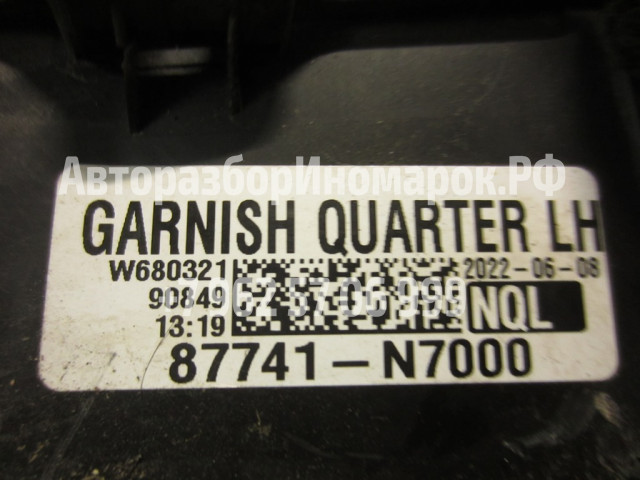 АвторазборИномарок.РФ
GARNISH QUARTER LH
W680321 2022-06-08
90849
13:19 NQL
87741-N7000